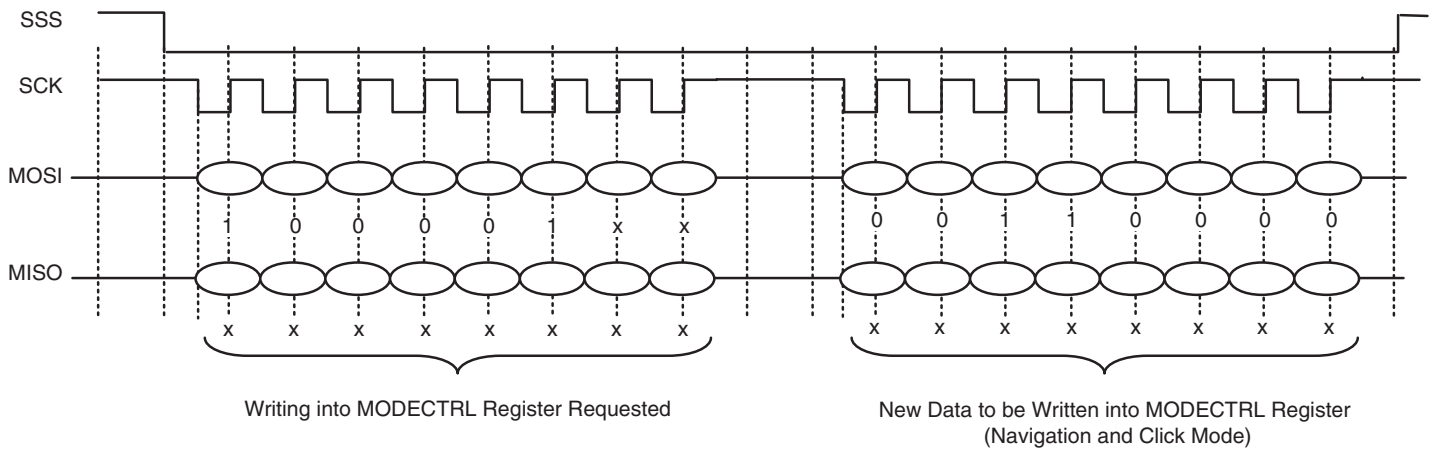 SSS
SCK
MOSI
1 0 0 0 0 1 x x 0 0 1 1 0 0 0 0
MISO
x x x x x x x x x x x x x x x x
Writing into MODECTRL Register Requested
New Data to be Written into MODECTRL Register
(Navigation and Click Mode)